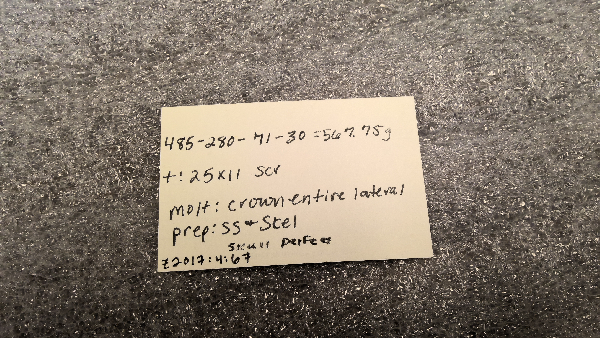 485-280-71-30=567.75g
t: 25x11 scr
molt: crown entire lateral
prep: SS + Skel
skull perfect
z2017:4:67